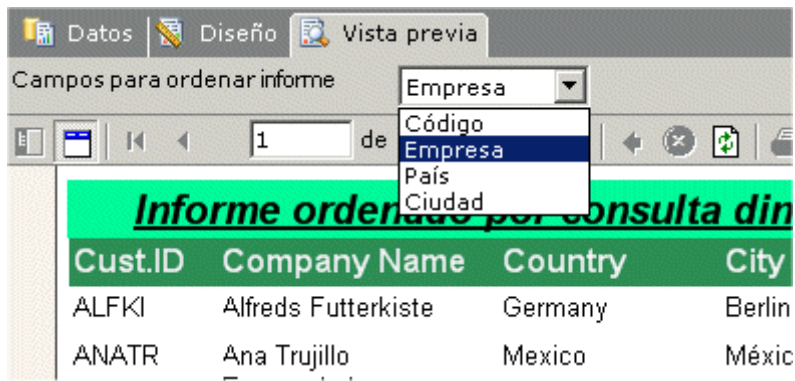 Datos Diseño Vista previa
Campos para ordenar informe Empresa
Código
1 de Empresa
País
Ciudad
Informe ordenado por consulta din
Cust.ID Company Name Country City
ALFKI Alfreds Futterkiste Germany Berlin
ANATR Ana Trujillo Mexico Méxic